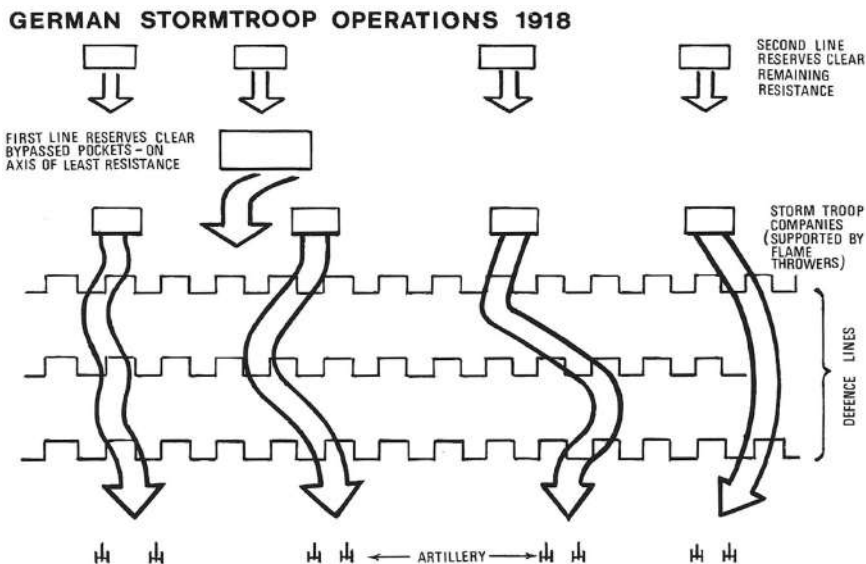 GERMAN STORMTROOP OPERATIONS 1918
SECOND LINE
RESERVES CLEAR
REMAINING
RESISTANCE
FIRST LINE RESERVES CLEAR
BYPASSED POCKETS - ON
AXIS OF LEAST RESISTANCE
STORM TROOP
COMPANIES
(SUPPORTED BY
FLAME
THROWERS)
DEFENCE LINES
ARTILLERY